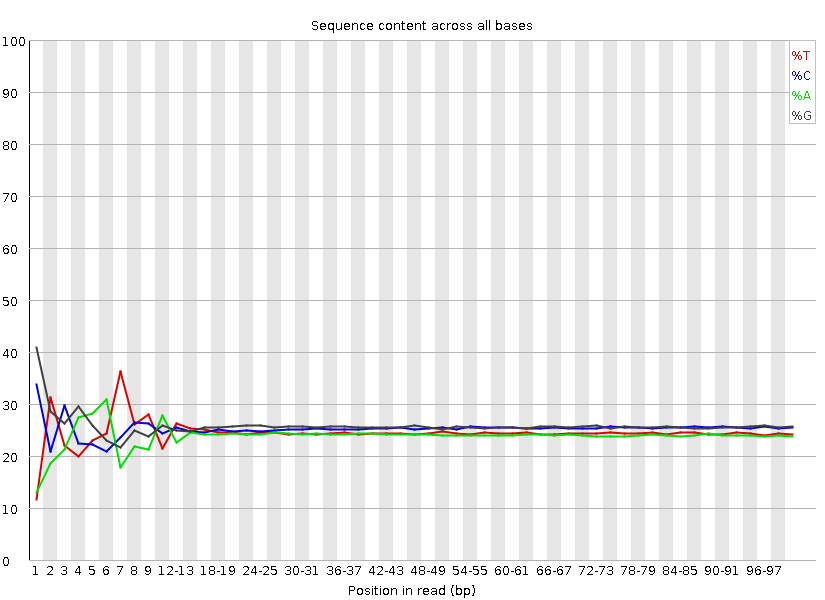 Sequence content across all bases
100
90
80
70
60
50
40
30
20
10
0
%T
%C
%A
%G
1 2 3 4 5 6 7 8 9 12-13 18-19 24-25 30-31 36-37 42-43 48-49 54-55 60-61 66-67 72-73 78-79 84-85 90-91 96-97
Position in read (bp)